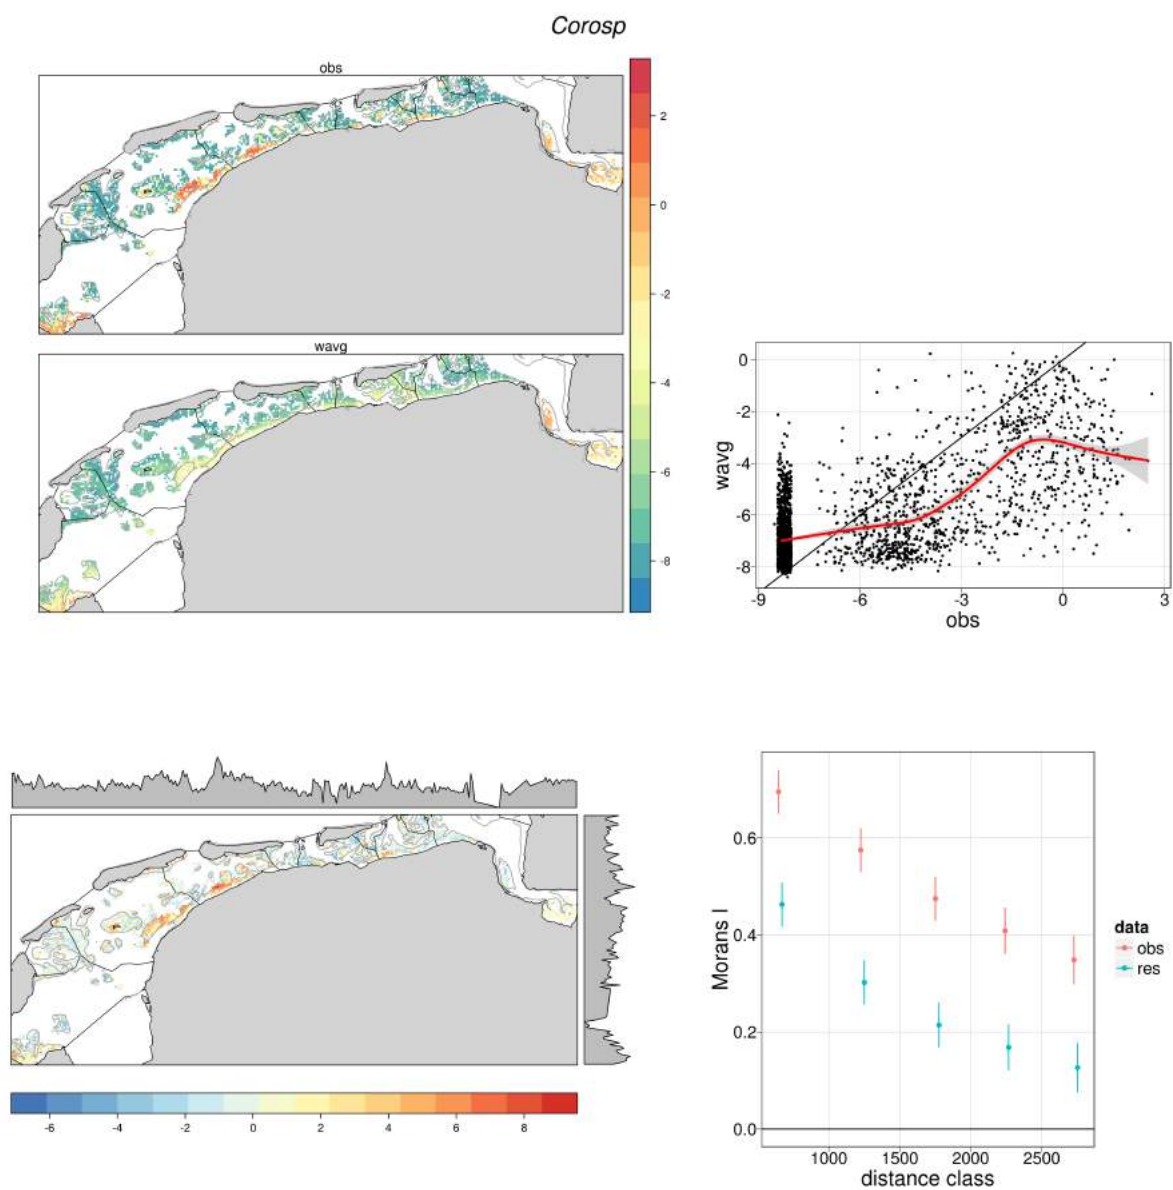 Corosp
obs
2
0
-2
-4
-6
-8
wavg
0
-2
-4
-6
-8
wavg
-9 -6 -3 0 3
obs
-6 -4 -2 0 2 4 6 8
0.6
0.4
0.2
0.0
Morans I
1000 1500 2000 2500
distance class
data
obs
res